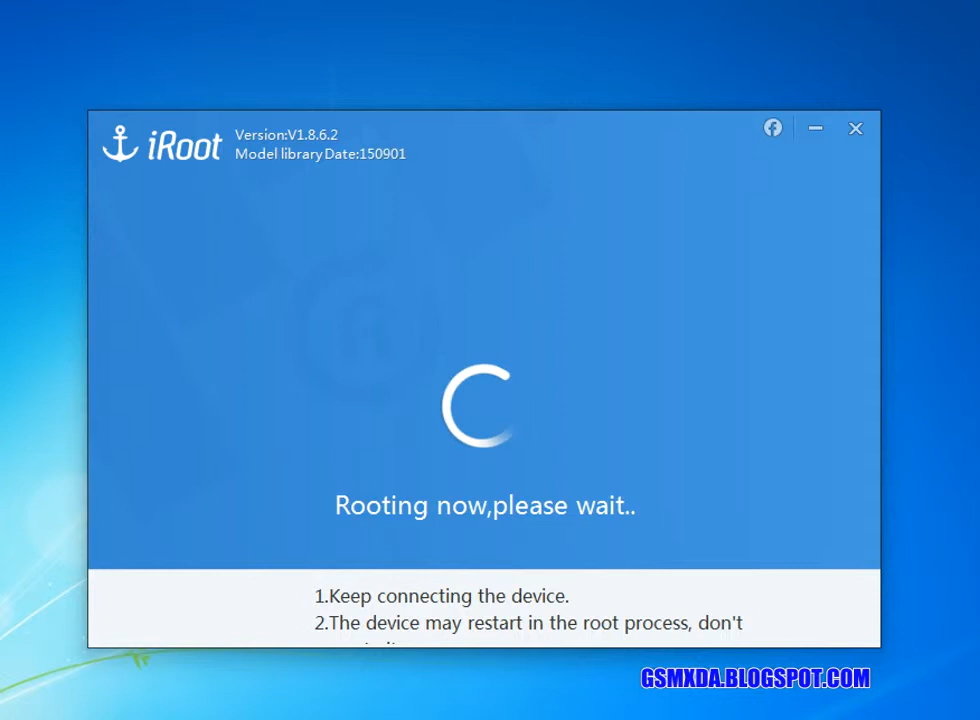 iRoot
Version:V1.8.6.2
Model library Date:150901
Rooting now,please wait..
1.Keep connecting the device.
2.The device may restart in the root process, don't
GSMXDA.BLOGSPOT.COM